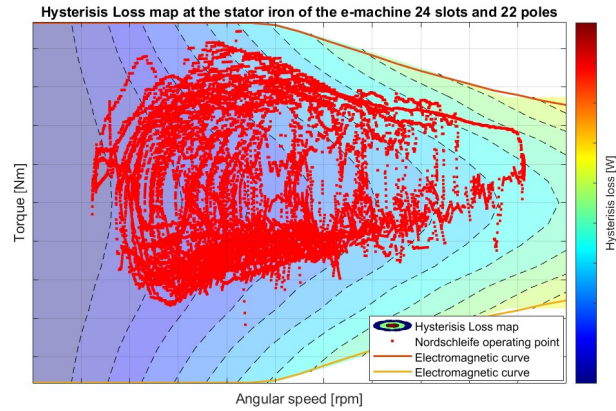 Hysterisis Loss map at the stator iron of the e-machine 24 slots and 22 poles
Torque [Nm]
Hysterisis Loss map
Nordschleife operating point
Electromagnetic curve
Electromagnetic curve
Angular speed [rpm]
Hysterisis loss [W]